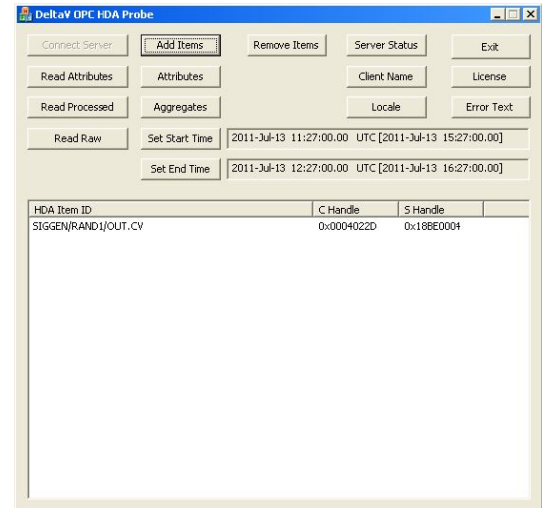 DeltaV OPC HDA Probe
Connect Server Add Items Remove Items Server Status Exit
Read Attributes Attributes Client Name License
Read Processed Aggregates Locale Error Text
Read Raw Set Start Time 2011-Jul-13 11:27:00.00 UTC [2011-Jul-13 15:27:00.00]
Set End Time 2011-Jul-13 12:27:00.00 UTC [2011-Jul-13 16:27:00.00]
HDA Item ID C Handle S Handle
SIGGEN/RAND1/OUT.CV 0x0004022D 0x18BE0004